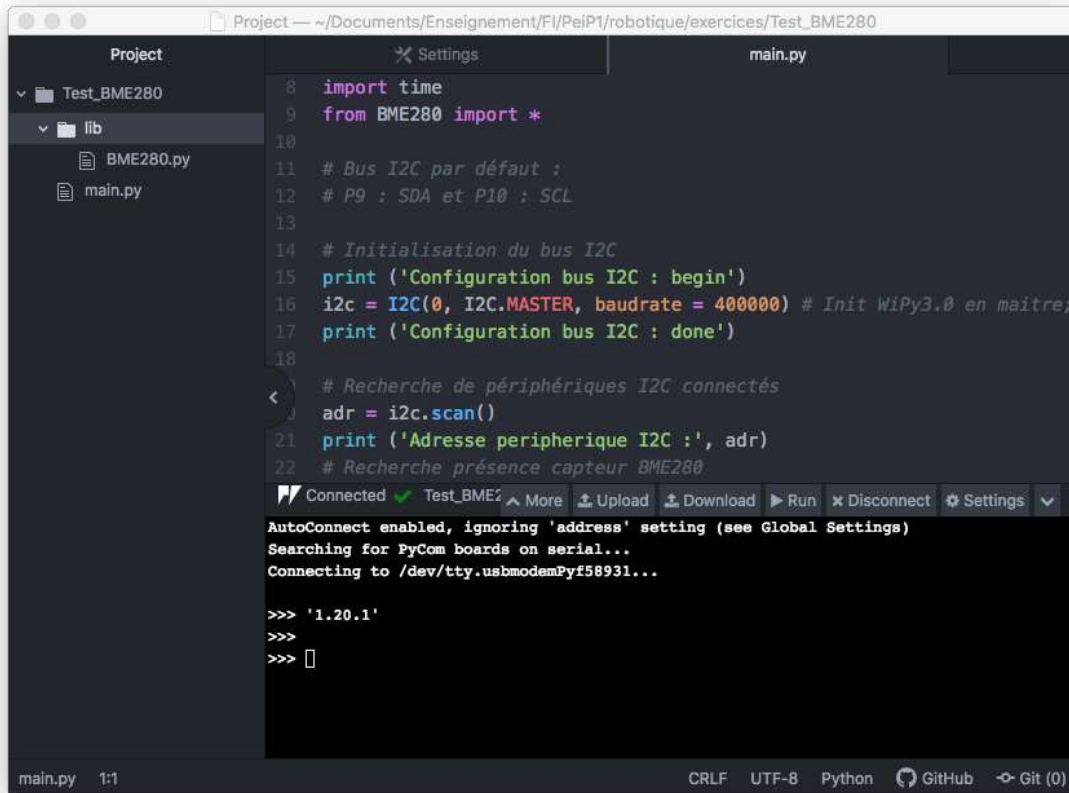 Project — ~/Documents/Enseignement/FI/PeiP1/robotique/exercices/Test_BME280
Project
Settings
main.py
Test_BME280
lib
BME280.py
main.py
8 import time
9 from BME280 import *
10
11 # Bus I2C par défaut :
12 # P9 : SDA et P10 : SCL
13
14 # Initialisation du bus I2C
15 print ('Configuration bus I2C : begin')
16 i2c = I2C(0, I2C.MASTER, baudrate = 400000) # Init WiPy3.0 en maitre;
17 print ('Configuration bus I2C : done')
18
# Recherche de périphériques I2C connectés
adr = i2c.scan()
21 print ('Adresse peripherique I2C :', adr)
22 # Recherche présence capteur BME280
Connected Test_BME2 More Upload Download Run Disconnect Settings
AutoConnect enabled, ignoring 'address' setting (see Global Settings)
Searching for PyCom boards on serial...
Connecting to /dev/tty.usbmodemPyf58931...
>>> '1.20.1'
>>>
>>>
main.py 1:1 CRLF UTF-8 Python GitHub Git (0)